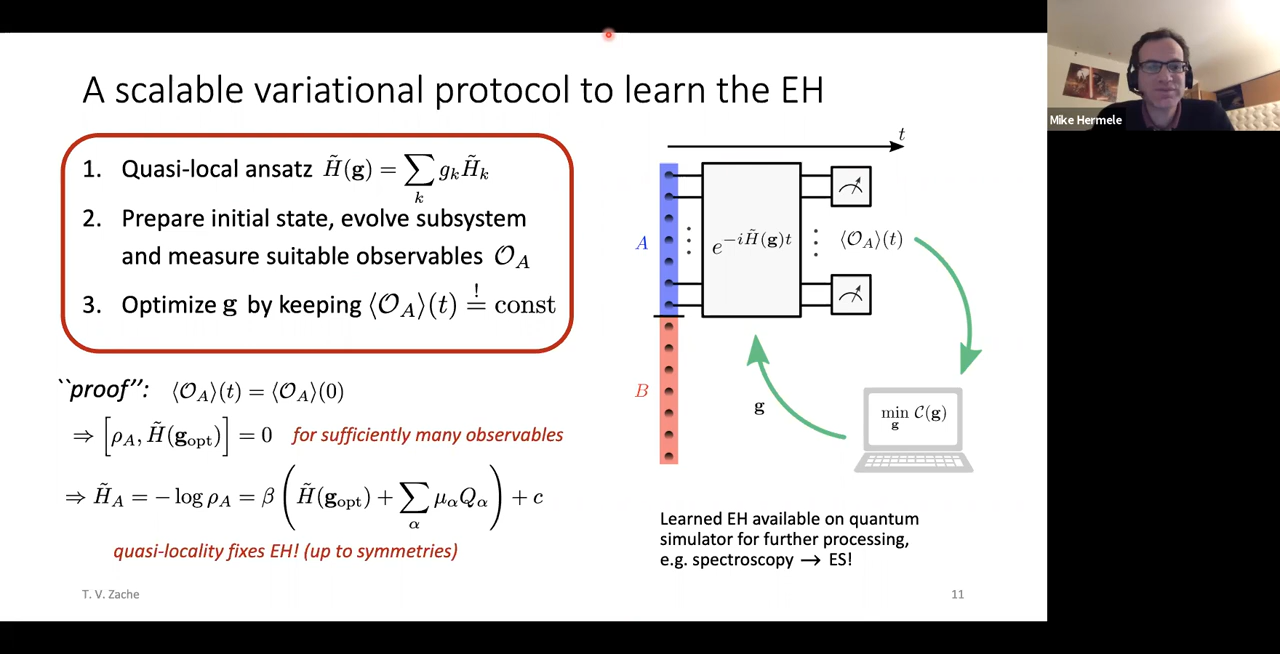 A scalable variational protocol to learn the EH
1. Quasi-local ansatz H̃(g) = ∑_k g_k H̃_k
2. Prepare initial state, evolve subsystem
and measure suitable observables 𝒪_A
3. Optimize g by keeping ⟨𝒪_A⟩(t) =^! const
``proof'': ⟨𝒪_A⟩(t) = ⟨𝒪_A⟩(0)
⇒ [ρ_A, H̃(g_opt)] = 0 for sufficiently many observables
⇒ H̃_A = − log ρ_A = β (H̃(g_opt) + ∑_α μ_α Q_α) + c
quasi-locality fixes EH! (up to symmetries)
t
A
e^{−iH̃(g)t}
⟨𝒪_A⟩(t)
B
g
min_g 𝒞(g)
Learned EH available on quantum
simulator for further processing,
e.g. spectroscopy → ES!
T. V. Zache
11
Mike Hermele